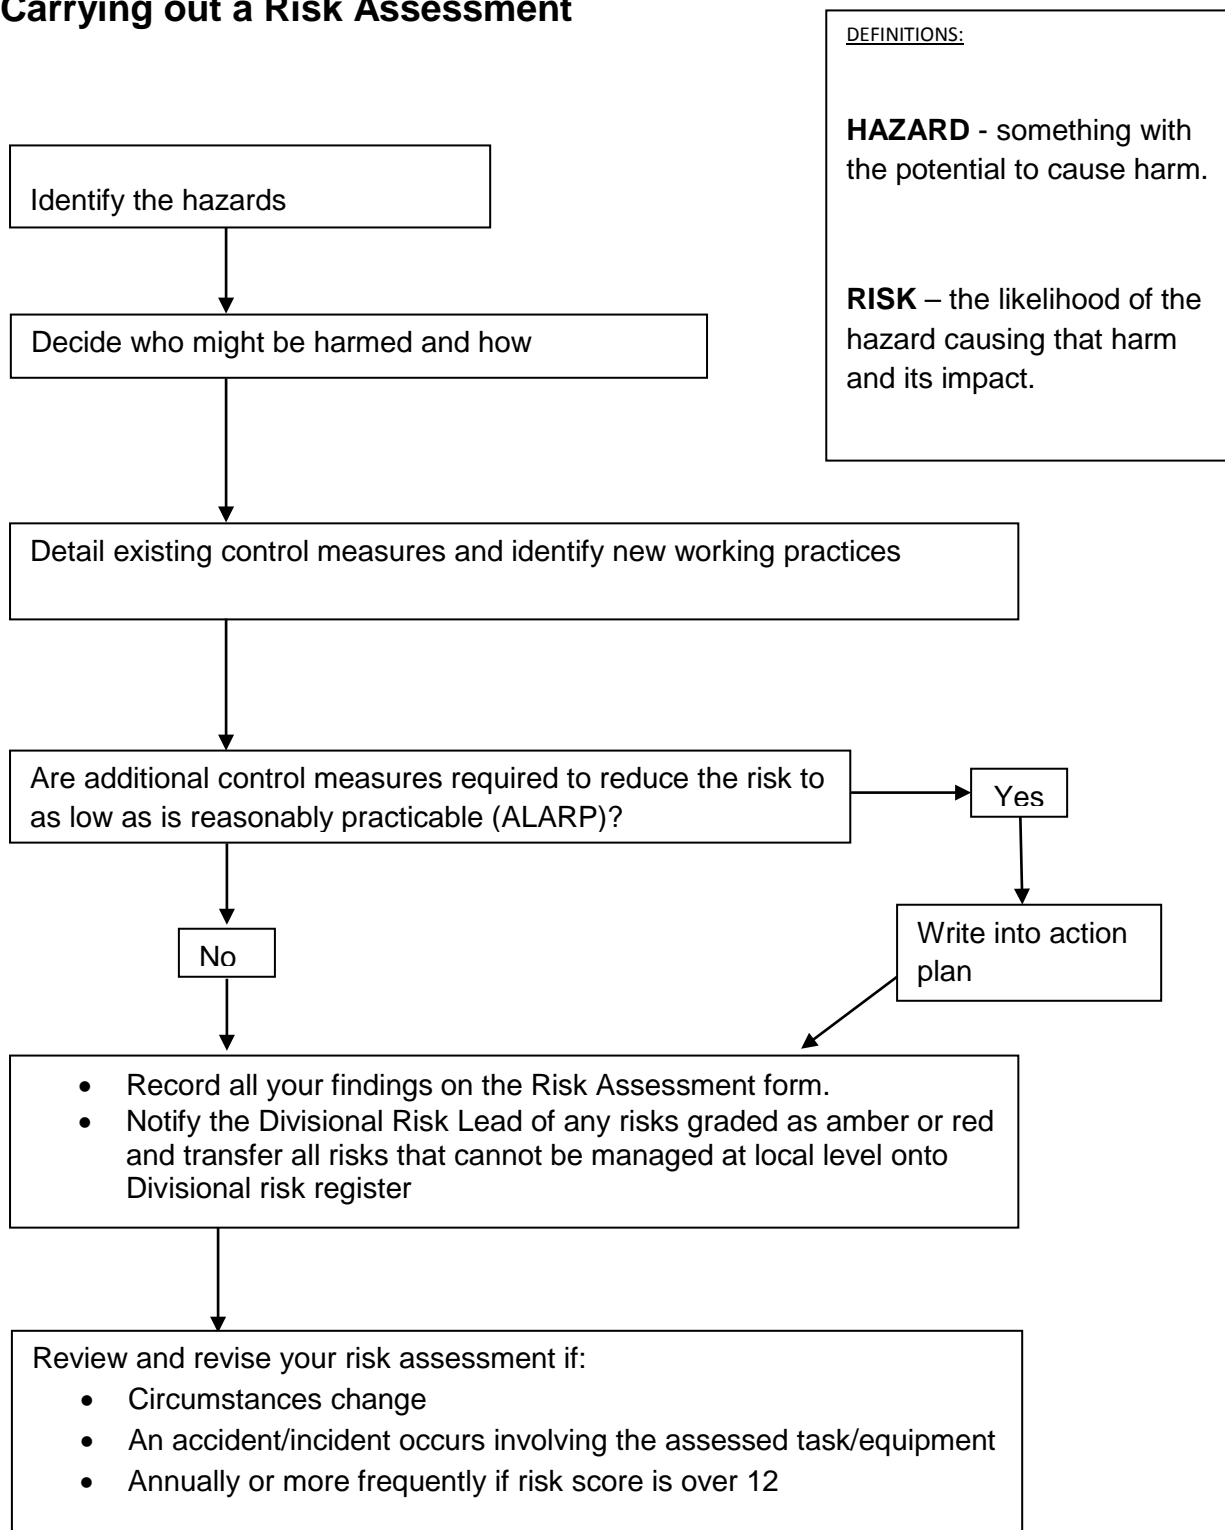 Carrying out a Risk Assessment
DEFINITIONS:
HAZARD - something with
the potential to cause harm.
RISK – the likelihood of the
hazard causing that harm
and its impact.
Identify the hazards
Decide who might be harmed and how
Detail existing control measures and identify new working practices
Are additional control measures required to reduce the risk to
as low as is reasonably practicable (ALARP)?
Yes
No
Write into action
plan
• Record all your findings on the Risk Assessment form.
• Notify the Divisional Risk Lead of any risks graded as amber or red
and transfer all risks that cannot be managed at local level onto
Divisional risk register
Review and revise your risk assessment if:
• Circumstances change
• An accident/incident occurs involving the assessed task/equipment
• Annually or more frequently if risk score is over 12